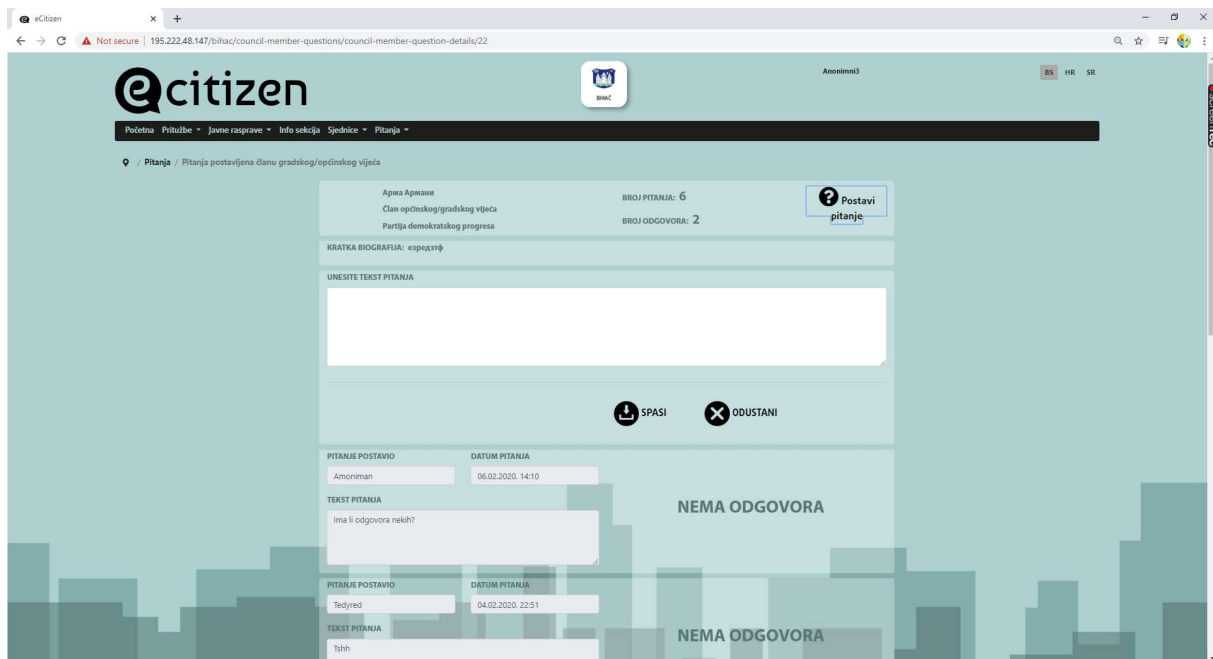 eCitizen
Not secure | 195.222.48.147/bihac/council-member-questions/council-member-question-details/22
ecitizen
BIHAĆ
Anonimni3
BS HR SR
Početna Pritužbe Javne rasprave Info sekcija Sjednice Pitanja
/ Pitanja / Pitanja postavljena članu gradskog/općinskog vijeća
Арма Армани
Član općinskog/gradskog vijeća
Partija demokratskog progresa
BROJ PITANJA: 6
BROJ ODGOVORA: 2
Postavi
pitanje
KRATKA BIOGRAFIJA: езредзтф
UNESITE TEKST PITANJA
SPASI ODUSTANI
PITANJE POSTAVIO DATUM PITANJA
Amoniman 06.02.2020. 14:10
TEKST PITANJA
Ima li odgovora nekih?
NEMA ODGOVORA
PITANJE POSTAVIO DATUM PITANJA
Tedyred 04.02.2020. 22:51
TEKST PITANJA
Tshh
NEMA ODGOVORA